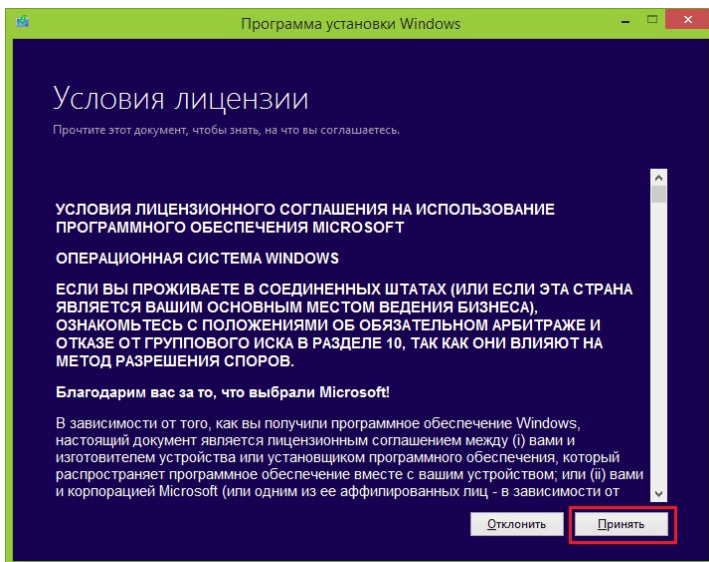 Программа установки Windows
Условия лицензии
Прочтите этот документ, чтобы знать, на что вы соглашаетесь.
УСЛОВИЯ ЛИЦЕНЗИОННОГО СОГЛАШЕНИЯ НА ИСПОЛЬЗОВАНИЕ
ПРОГРАММНОГО ОБЕСПЕЧЕНИЯ MICROSOFT
ОПЕРАЦИОННАЯ СИСТЕМА WINDOWS
ЕСЛИ ВЫ ПРОЖИВАЕТЕ В СОЕДИНЕННЫХ ШТАТАХ (ИЛИ ЕСЛИ ЭТА СТРАНА
ЯВЛЯЕТСЯ ВАШИМ ОСНОВНЫМ МЕСТОМ ВЕДЕНИЯ БИЗНЕСА),
ОЗНАКОМЬТЕСЬ С ПОЛОЖЕНИЯМИ ОБ ОБЯЗАТЕЛЬНОМ АРБИТРАЖЕ И
ОТКАЗЕ ОТ ГРУППОВОГО ИСКА В РАЗДЕЛЕ 10, ТАК КАК ОНИ ВЛИЯЮТ НА
МЕТОД РАЗРЕШЕНИЯ СПОРОВ.
Благодарим вас за то, что выбрали Microsoft!
В зависимости от того, как вы получили программное обеспечение Windows,
настоящий документ является лицензионным соглашением между (i) вами и
изготовителем устройства или установщиком программного обеспечения, который
распространяет программное обеспечение вместе с вашим устройством; или (ii) вами
и корпорацией Microsoft (или одним из ее аффилированных лиц - в зависимости от
Отклонить Принять